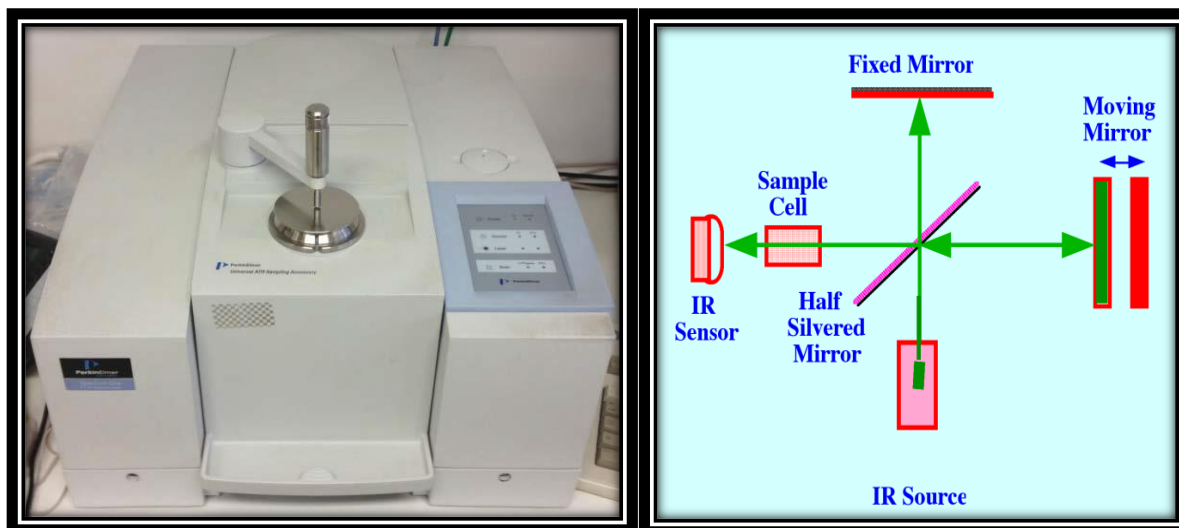 PerkinElmer
Universal ATR Sampling Accessory
PerkinElmer
PerkinElmer
Fixed Mirror
Moving
Mirror
Sample
Cell
IR
Sensor
Half
Silvered
Mirror
IR Source